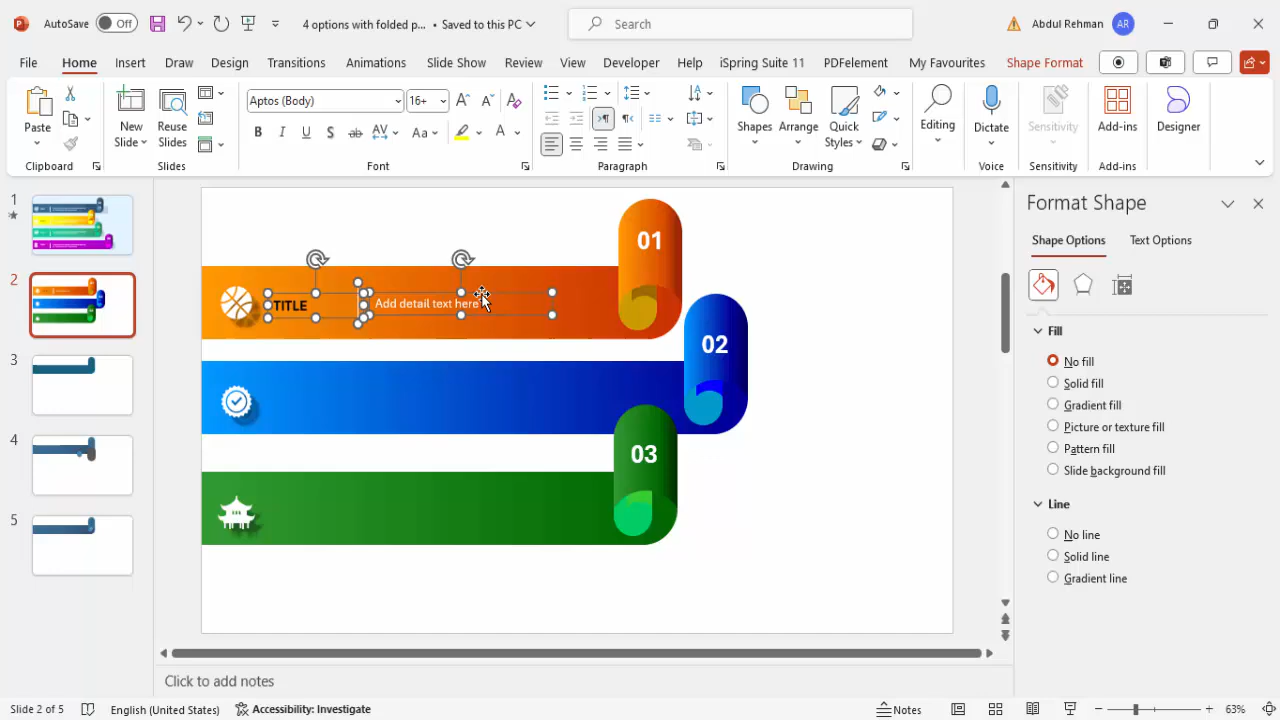 AutoSave Off 4 options with folded p... • Saved to this PC Search Abdul Rehman AR
File Home Insert Draw Design Transitions Animations Slide Show Review View Developer Help iSpring Suite 11 PDFelement My Favourites Shape Format
Aptos (Body) 16+
Paste New Slide Reuse Slides Shapes Arrange Quick Styles Editing Dictate Sensitivity Add-ins Designer
Clipboard Slides Font Paragraph Drawing Voice Sensitivity Add-ins
1
2
3
4
5
01
TITLE Add detail text here
02
03
Format Shape
Shape Options Text Options
Fill
No fill
Solid fill
Gradient fill
Picture or texture fill
Pattern fill
Slide background fill
Line
No line
Solid line
Gradient line
Click to add notes
Slide 2 of 5 English (United States) Accessibility: Investigate Notes 63%